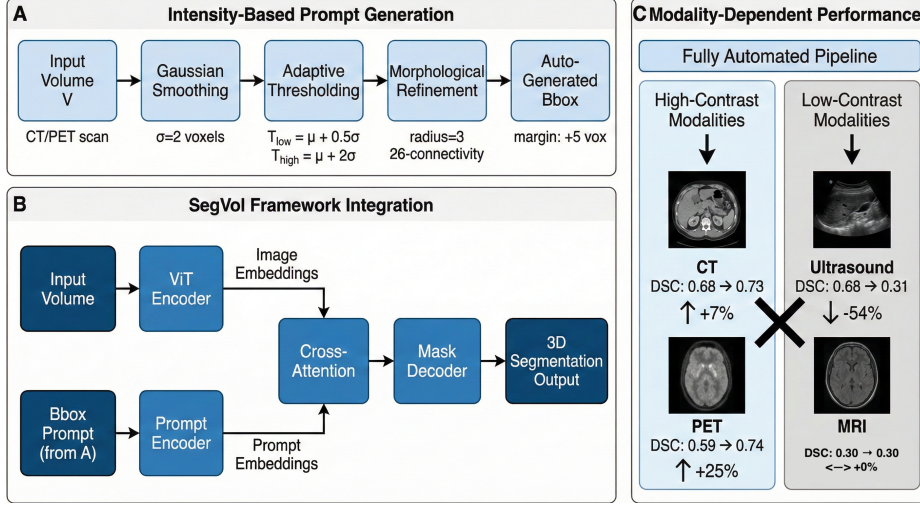 A
Intensity-Based Prompt Generation
Input
Volume
V
Gaussian
Smoothing
Adaptive
Thresholding
Morphological
Refinement
Auto-
Generated
Bbox
CT/PET scan
σ=2 voxels
T_low = μ + 0.5σ
T_high = μ + 2σ
radius=3
26-connectivity
margin: +5 vox
B
SegVol Framework Integration
Input
Volume
ViT
Encoder
Image
Embeddings
Bbox
Prompt
(from A)
Prompt
Encoder
Prompt
Embeddings
Cross-
Attention
Mask
Decoder
3D
Segmentation
Output
C Modality-Dependent Performance
Fully Automated Pipeline
High-Contrast
Modalities
CT
DSC: 0.68 → 0.73
↑ +7%
PET
DSC: 0.59 → 0.74
↑ +25%
Low-Contrast
Modalities
Ultrasound
DSC: 0.68 → 0.31
↓ -54%
MRI
DSC: 0.30 → 0.30
<—> +0%